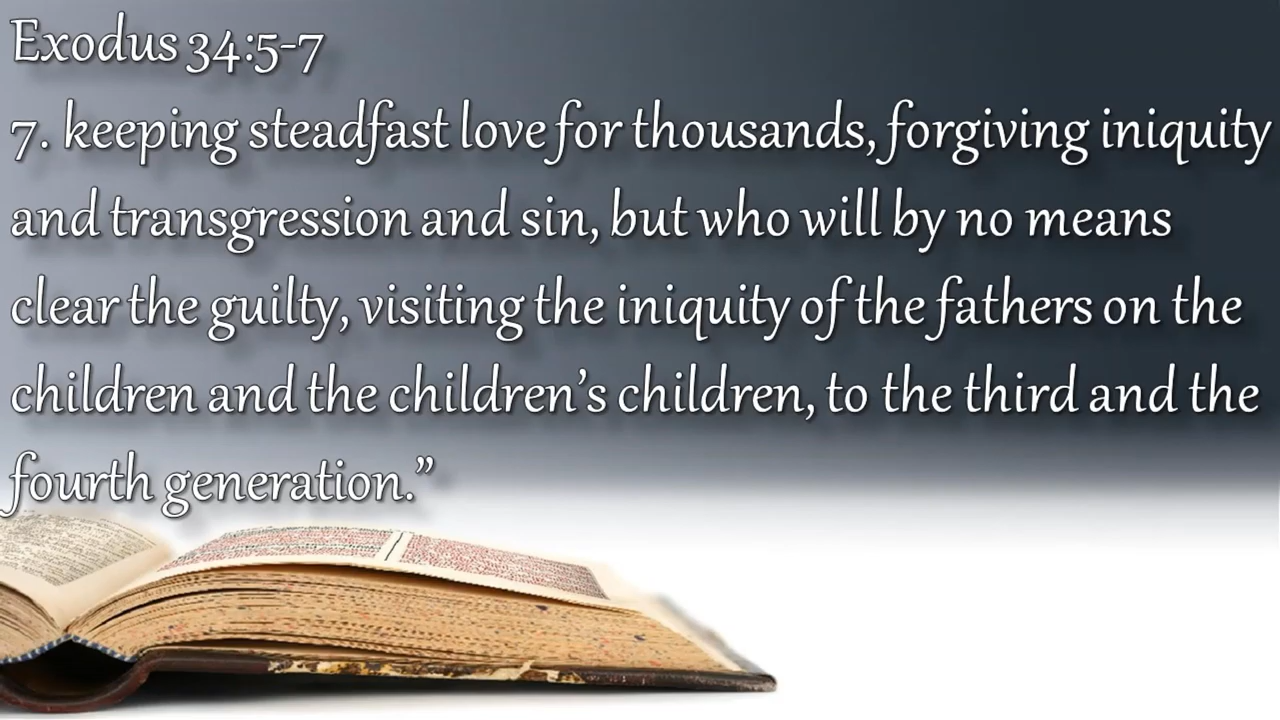 Exodus 34:5-7
7. keeping steadfast love for thousands, forgiving iniquity
and transgression and sin, but who will by no means
clear the guilty, visiting the iniquity of the fathers on the
children and the children’s children, to the third and the
fourth generation.”